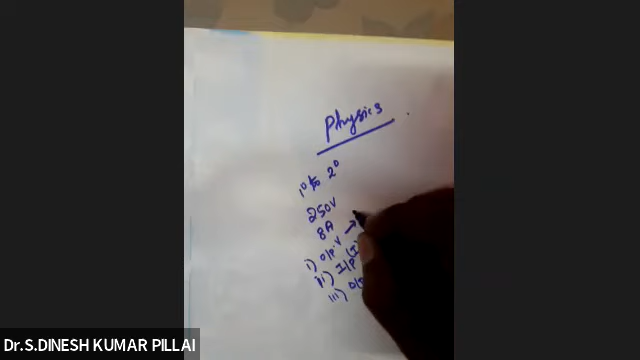 Physics
1° to 2°
250V
8A
i) O/P V →
ii) I/P (I)
iii)
Dr.S.DINESH KUMAR PILLAI